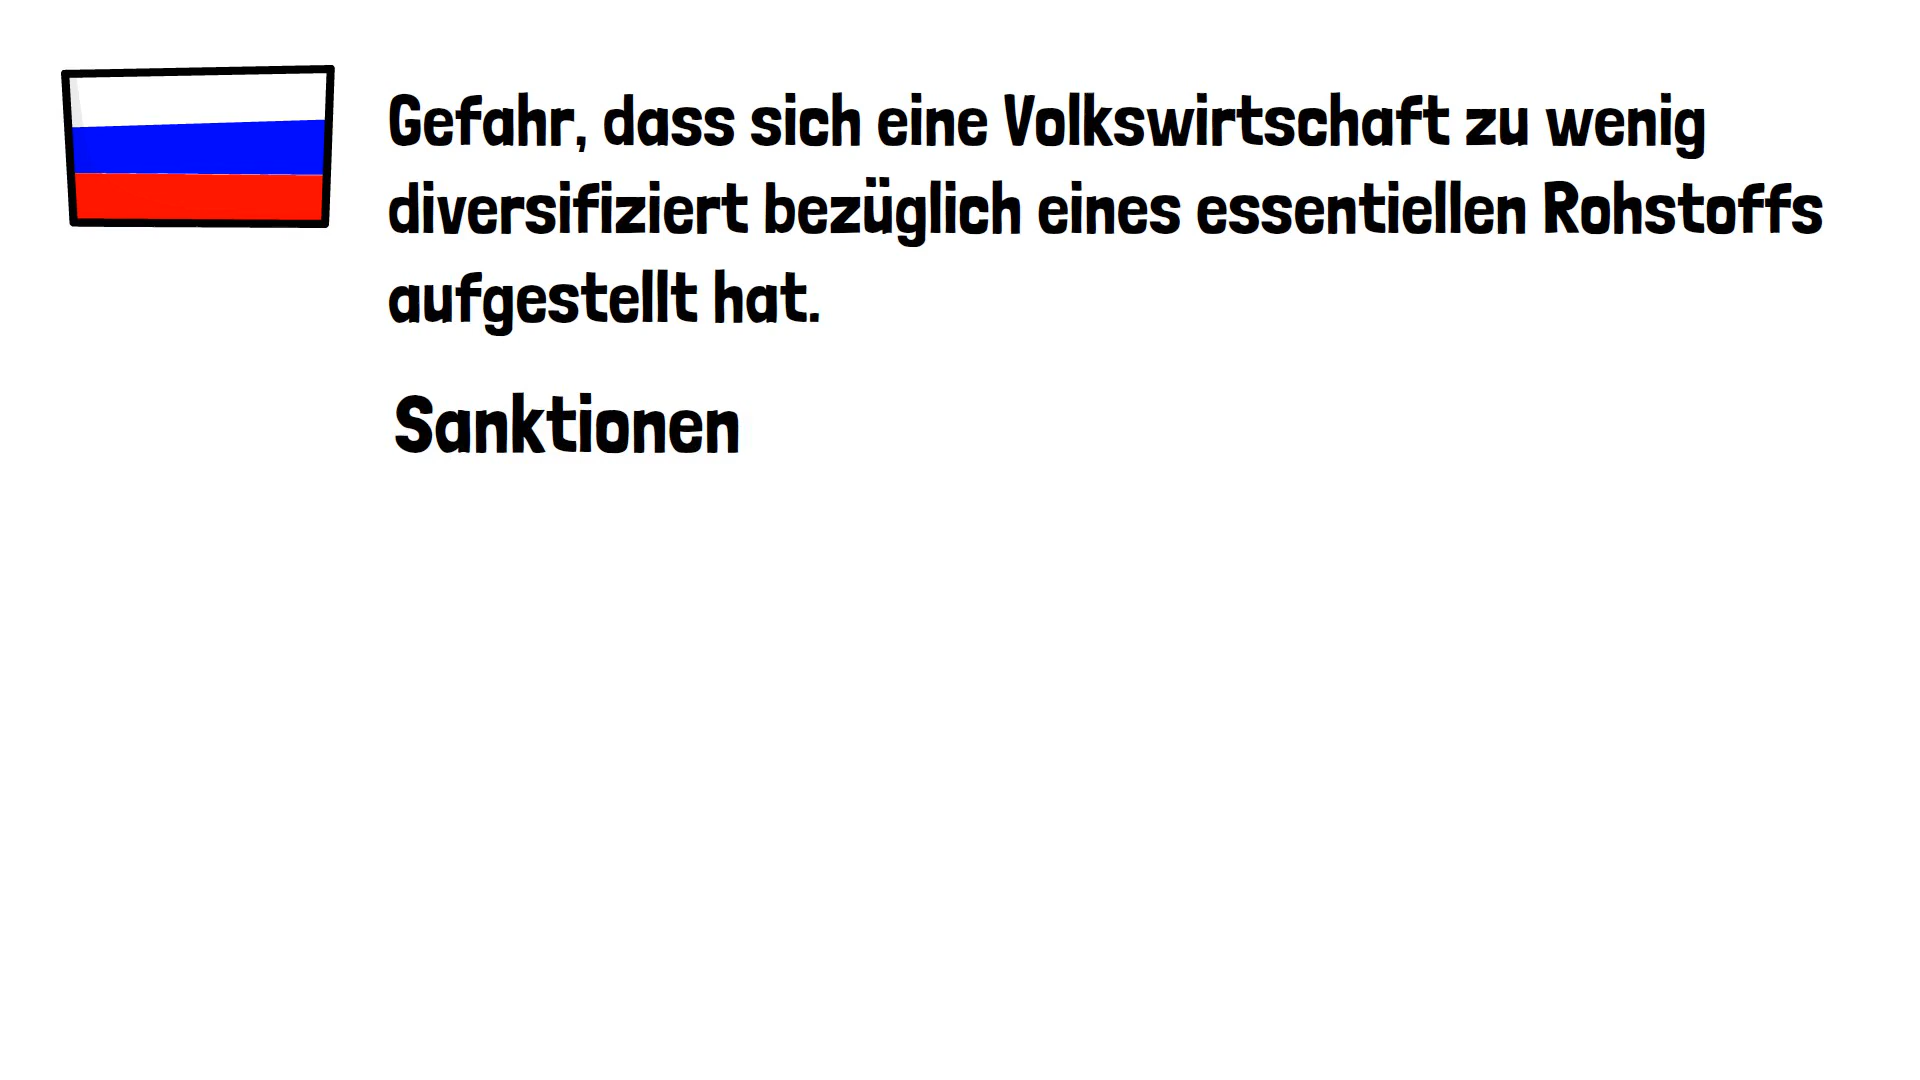 Gefahr, dass sich eine Volkswirtschaft zu wenig
diversifiziert bezüglich eines essentiellen Rohstoffs
aufgestellt hat.
Sanktionen